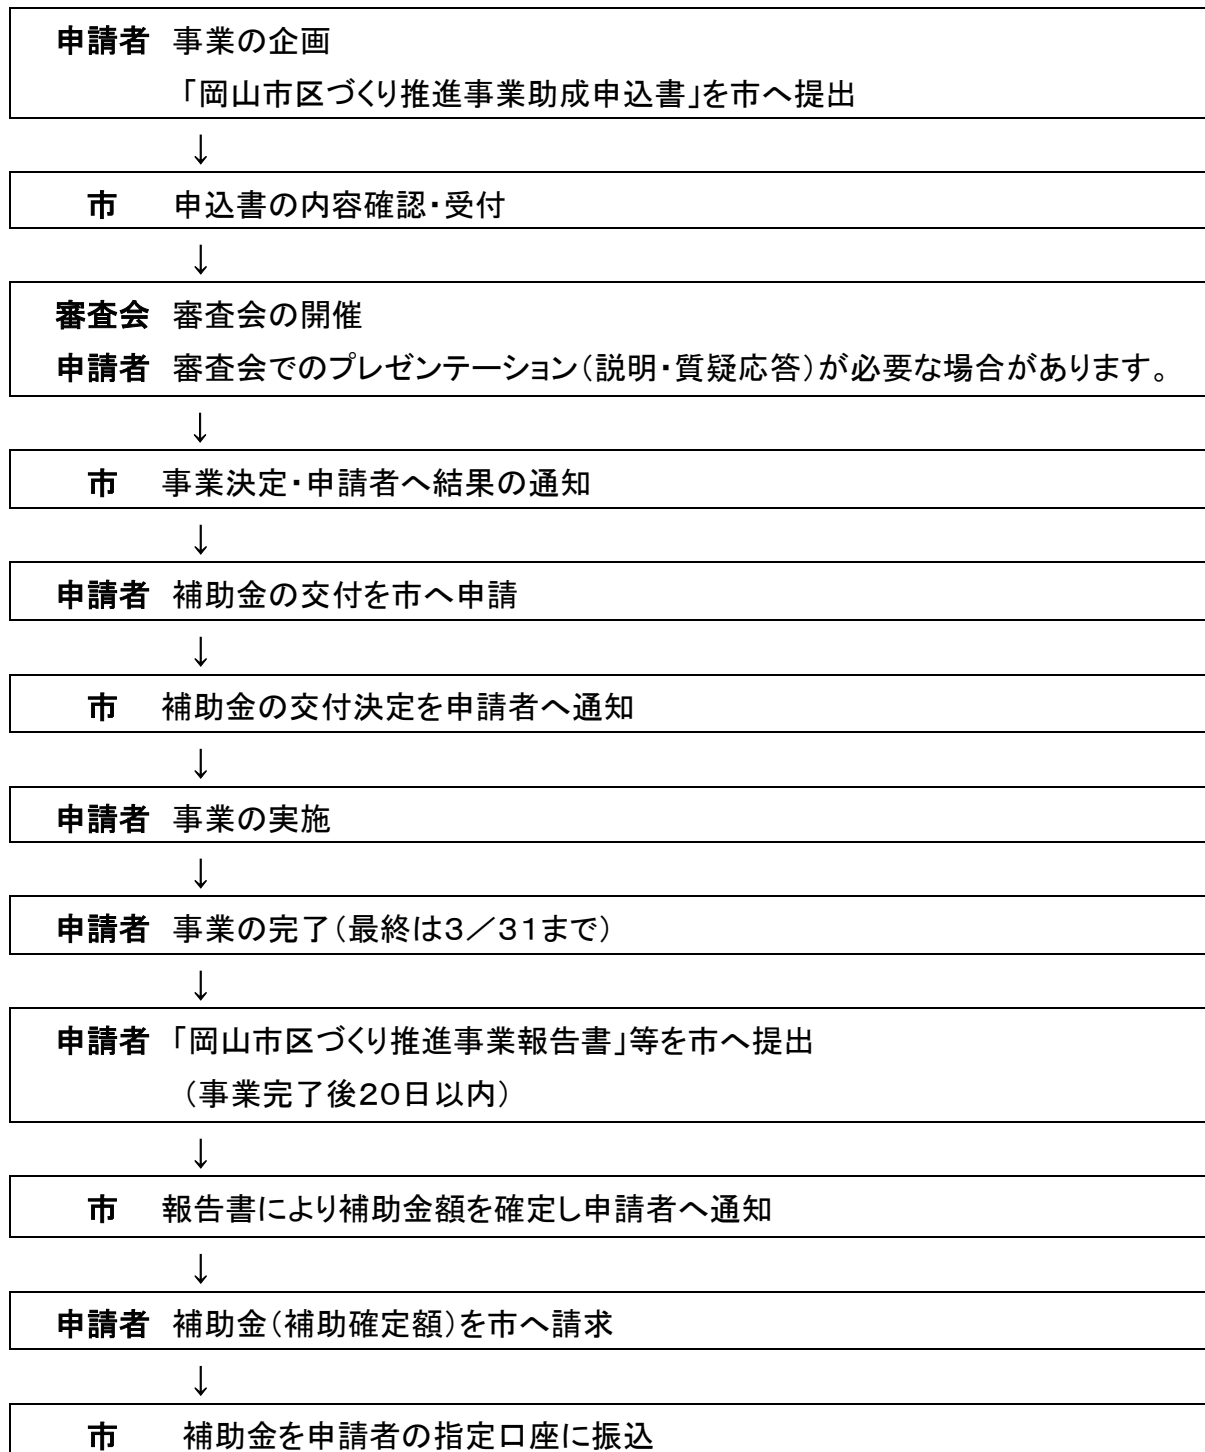 申請者 事業の企画
「岡山市区づくり推進事業助成申込書」を市へ提出
↓
市 申込書の内容確認・受付
↓
審査会 審査会の開催
申請者 審査会でのプレゼンテーション(説明・質疑応答)が必要な場合があります。
↓
市 事業決定・申請者へ結果の通知
↓
申請者 補助金の交付を市へ申請
↓
市 補助金の交付決定を申請者へ通知
↓
申請者 事業の実施
↓
申請者 事業の完了(最終は3/31まで)
↓
申請者 「岡山市区づくり推進事業報告書」等を市へ提出
(事業完了後20日以内)
↓
市 報告書により補助金額を確定し申請者へ通知
↓
申請者 補助金(補助確定額)を市へ請求
↓
市 補助金を申請者の指定口座に振込